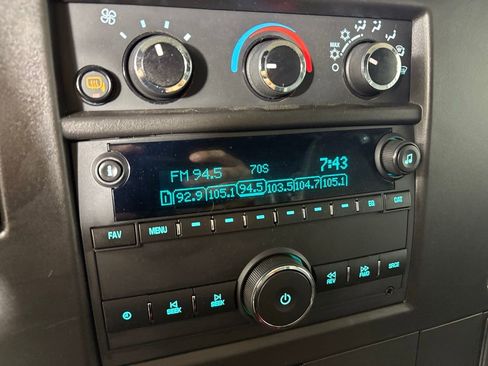 MAX
FM 94.5 70S 7:43
1 92.9 105.1 94.5 103.5 104.7 105.1
FAV MENU EQ CAT
SEEK SEEK REV FWD SRCE